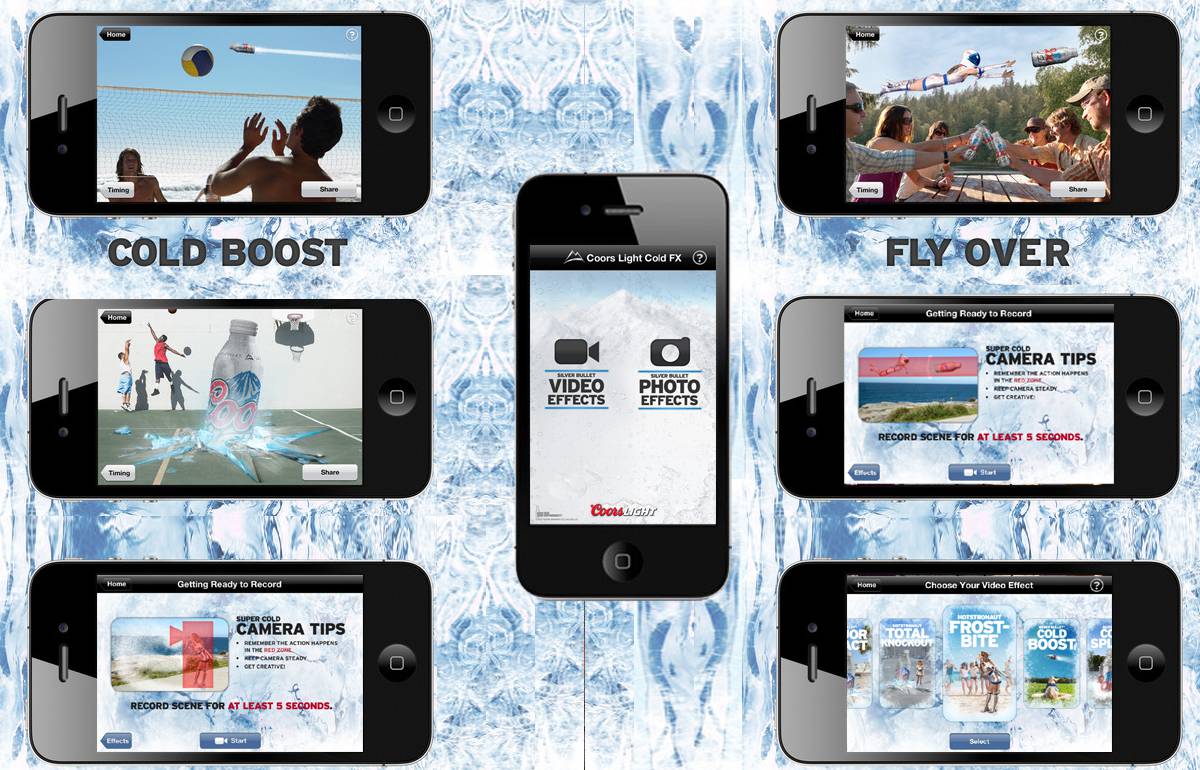 Home
?
Timing
Share
COLD BOOST
Home
?
Timing
Share
Home
Getting Ready to Record
SUPER COLD
CAMERA TIPS
• REMEMBER THE ACTION HAPPENS
IN THE RED ZONE
• KEEP CAMERA STEADY
• GET CREATIVE!
RECORD SCENE FOR AT LEAST 5 SECONDS.
Effects
Start
Coors Light Cold FX
?
SILVER BULLET
VIDEO
EFFECTS
SILVER BULLET
PHOTO
EFFECTS
Coors LIGHT
Home
?
Timing
Share
FLY OVER
Home
Getting Ready to Record
SUPER COLD
CAMERA TIPS
• REMEMBER THE ACTION HAPPENS
IN THE RED ZONE
• KEEP CAMERA STEADY
• GET CREATIVE!
RECORD SCENE FOR AT LEAST 5 SECONDS.
Effects
Start
Home
Choose Your Video Effect
?
HOTSTRONAUT
TOTAL
KNOCKOUT
HOTSTRONAUT
FROST-
BITE
COLD
BOOST
Select